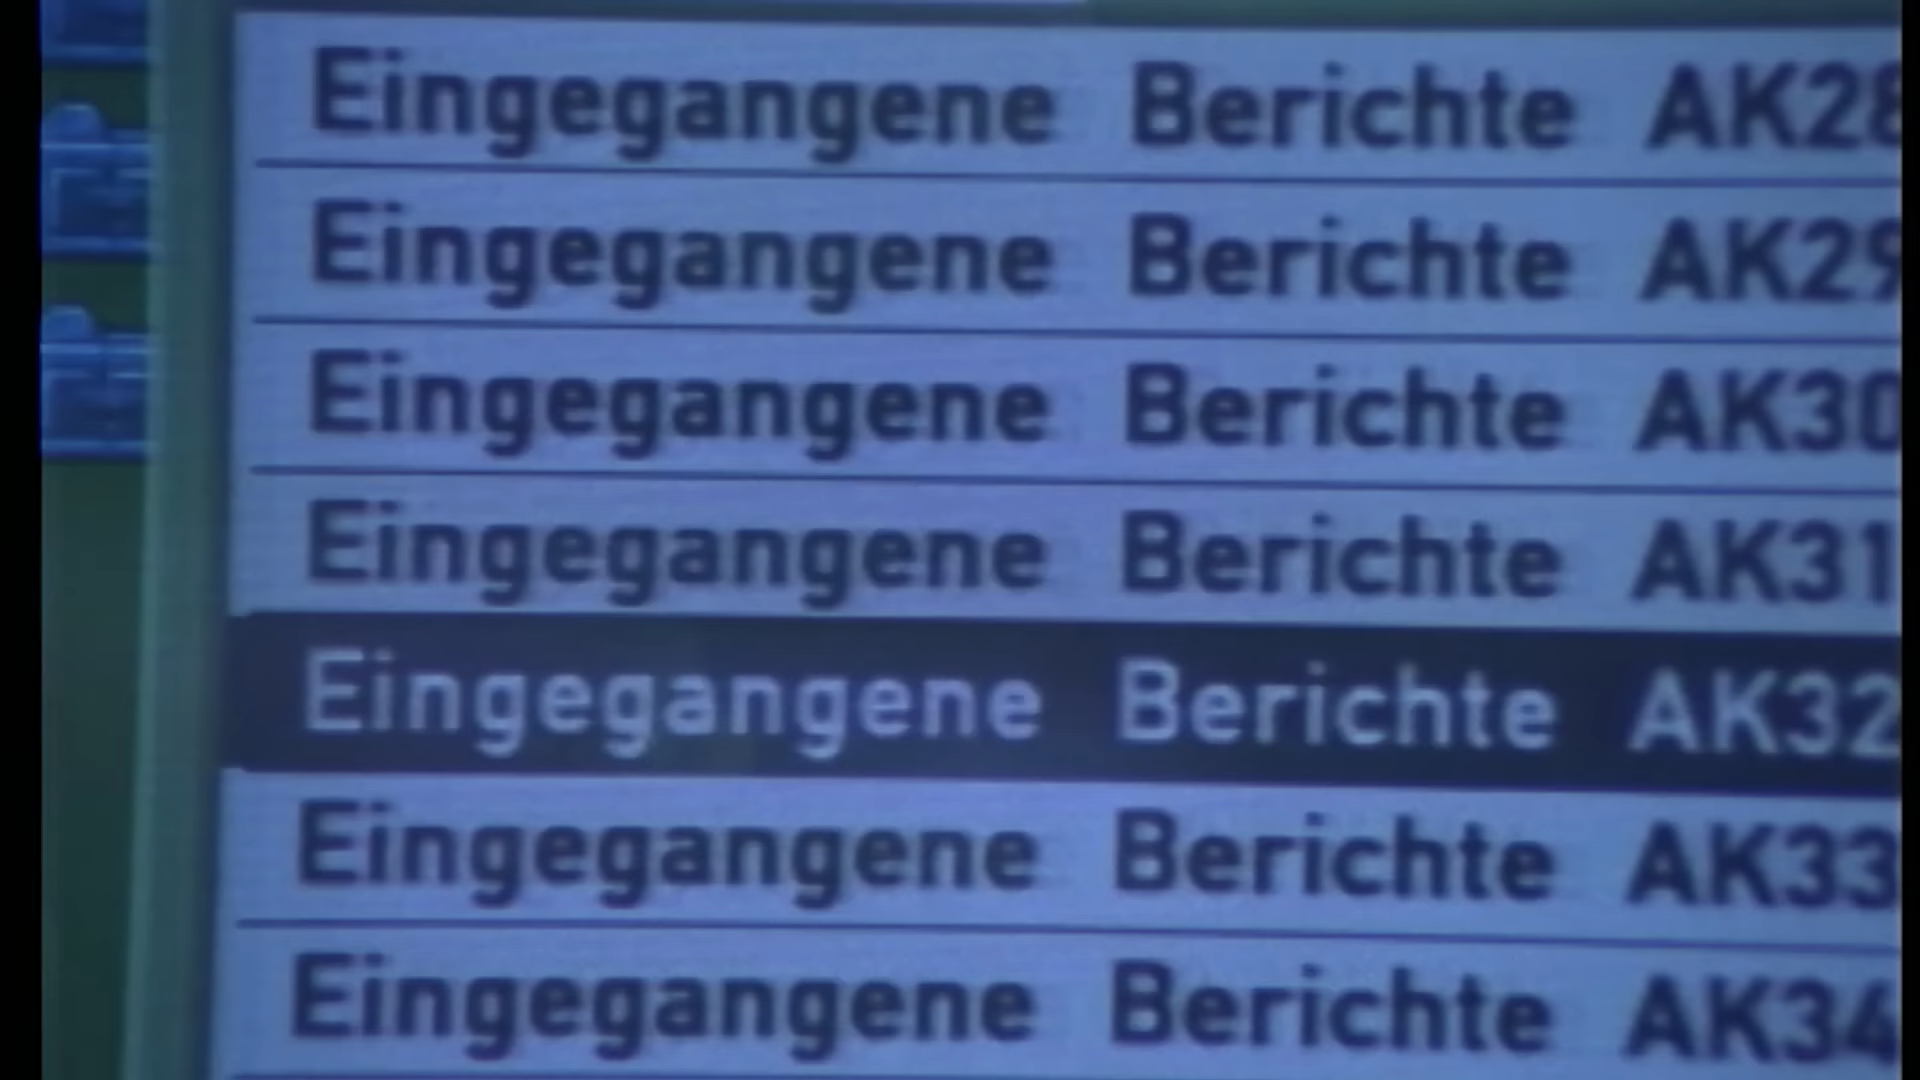 Eingegangene Berichte AK28
Eingegangene Berichte AK29
Eingegangene Berichte AK30
Eingegangene Berichte AK31
Eingegangene Berichte AK32
Eingegangene Berichte AK33
Eingegangene Berichte AK34